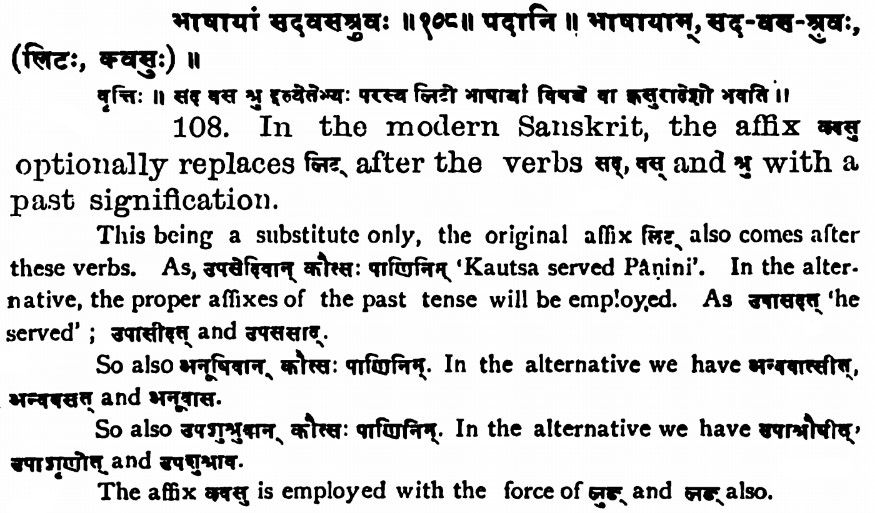 भाषायां सदवसश्रुवः ॥१०८॥ पदानि ॥ भाषायाम्, सद-वस-श्रुवः,
(लिटः, क्वसुः) ॥
वृत्तिः ॥ सद वस श्रु इत्येतेभ्यः परस्य लिटो भाषायां विषये वा क्वसुरादेशो भवति ॥
108. In the modern Sanskrit, the affix क्वसु
optionally replaces लिट् after the verbs सद्, वस् and श्रु with a
past signification.
This being a substitute only, the original affix लिट् also comes after
these verbs. As, उपसेदिवान् कौत्सः पाणिनिम् 'Kautsa served Pâṇini'. In the alter-
native, the proper affixes of the past tense will be employed. As उपासदत् 'he
served' ; उपासीदत् and उपससाद्.
So also अनूषिवान् कौत्सः पाणिनिम्. In the alternative we have अन्ववात्सीत्,
अन्ववसत् and अनूवास.
So also उपशुश्रुवान् कौत्सः पाणिनिम्. In the alternative we have उपाश्रौषीत्,
उपाशृणोत् and उपशुश्राव.
The affix क्वसु is employed with the force of लुङ् and लङ् also.